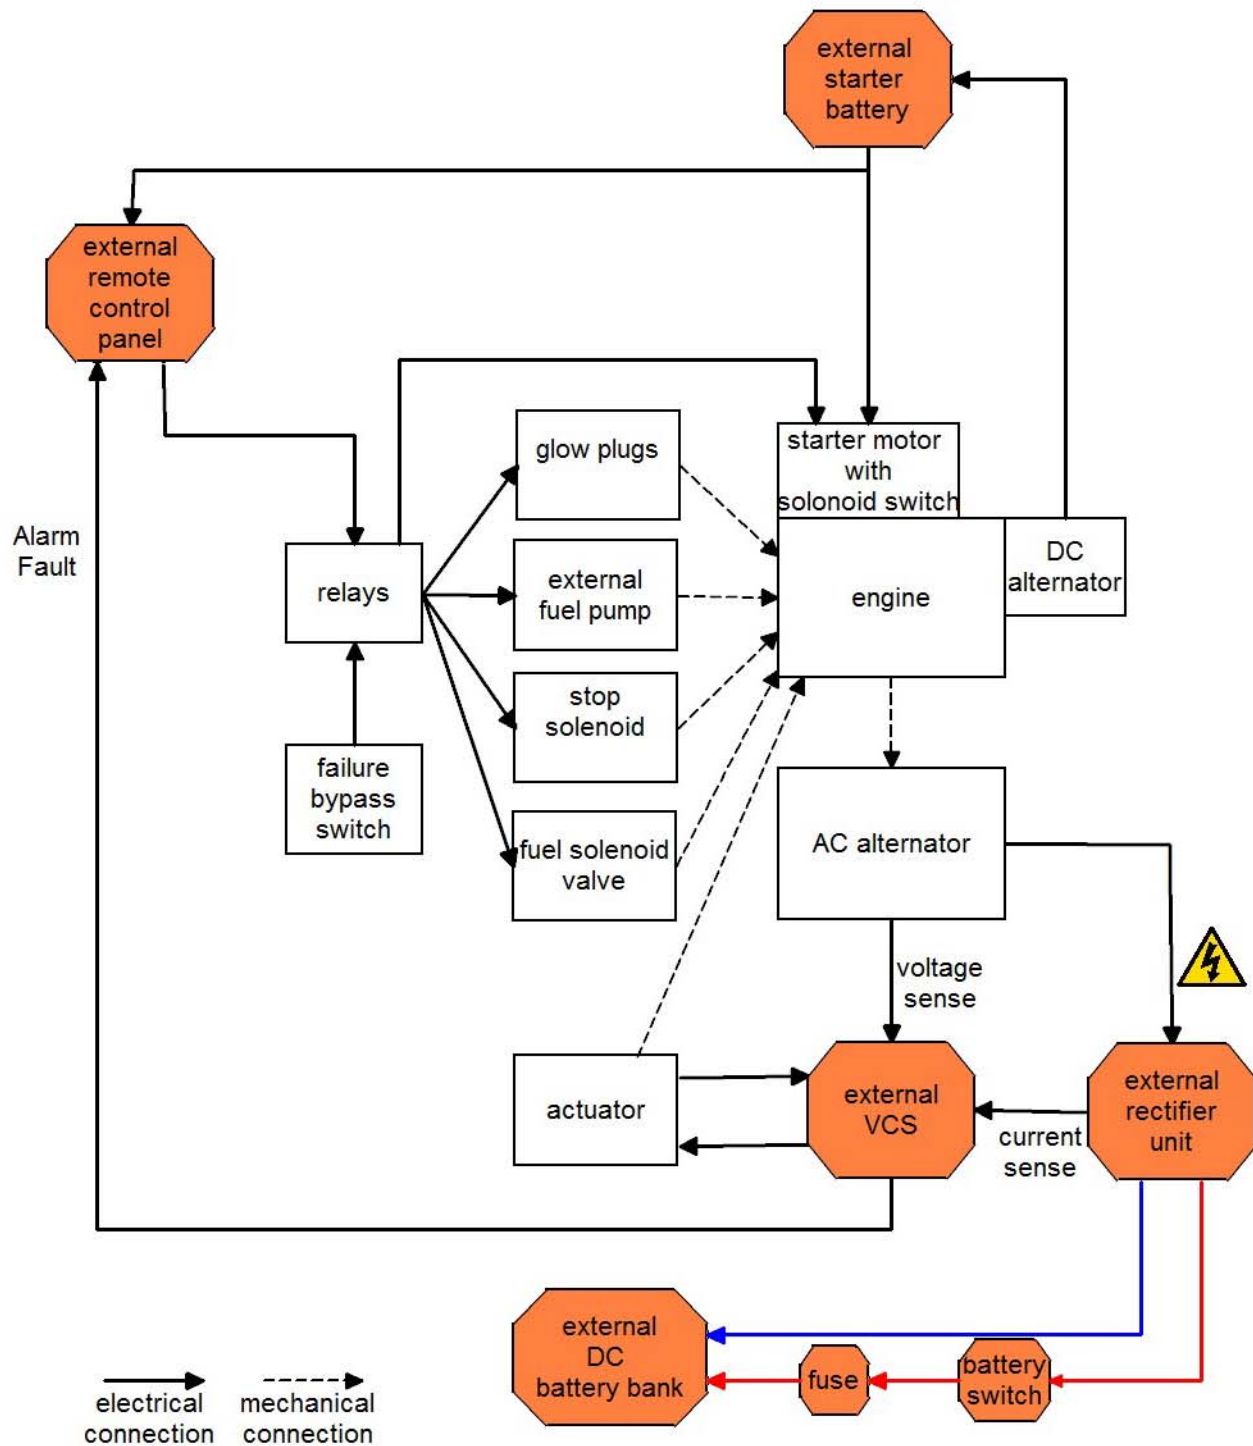 external
starter
battery
external
remote
control
panel
glow plugs
starter motor
with
solonoid switch
Alarm
Fault
relays
external
fuel pump
engine
DC
alternator
stop
solenoid
failure
bypass
switch
fuel solenoid
valve
AC alternator
voltage
sense
actuator
external
VCS
current
sense
external
rectifier
unit
external
DC
battery bank
fuse
battery
switch
electrical
connection
mechanical
connection